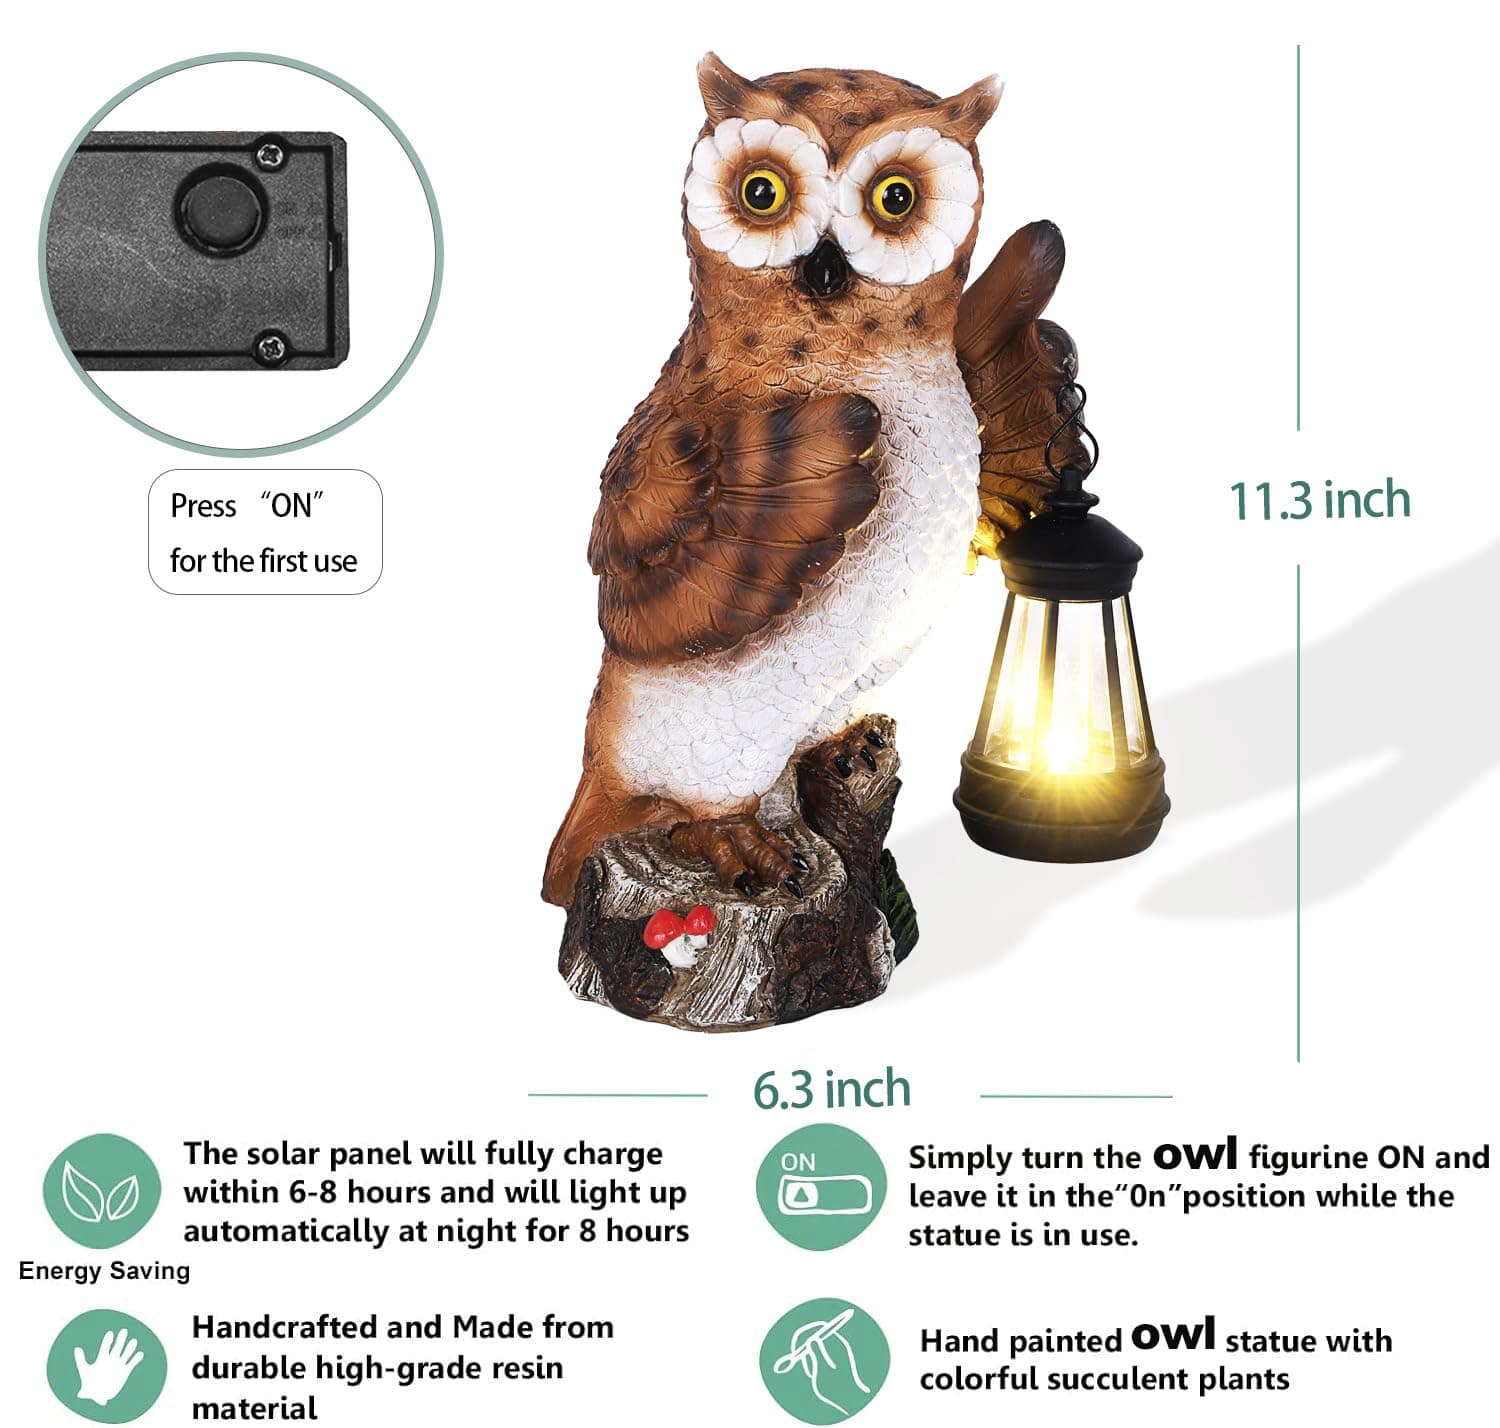 Press “ON”
for the first use
11.3 inch
6.3 inch
The solar panel will fully charge
within 6-8 hours and will light up
automatically at night for 8 hours
Energy Saving
ON
Simply turn the owl figurine ON and
leave it in the“0n”position while the
statue is in use.
Handcrafted and Made from
durable high-grade resin
material
Hand painted owl statue with
colorful succulent plants